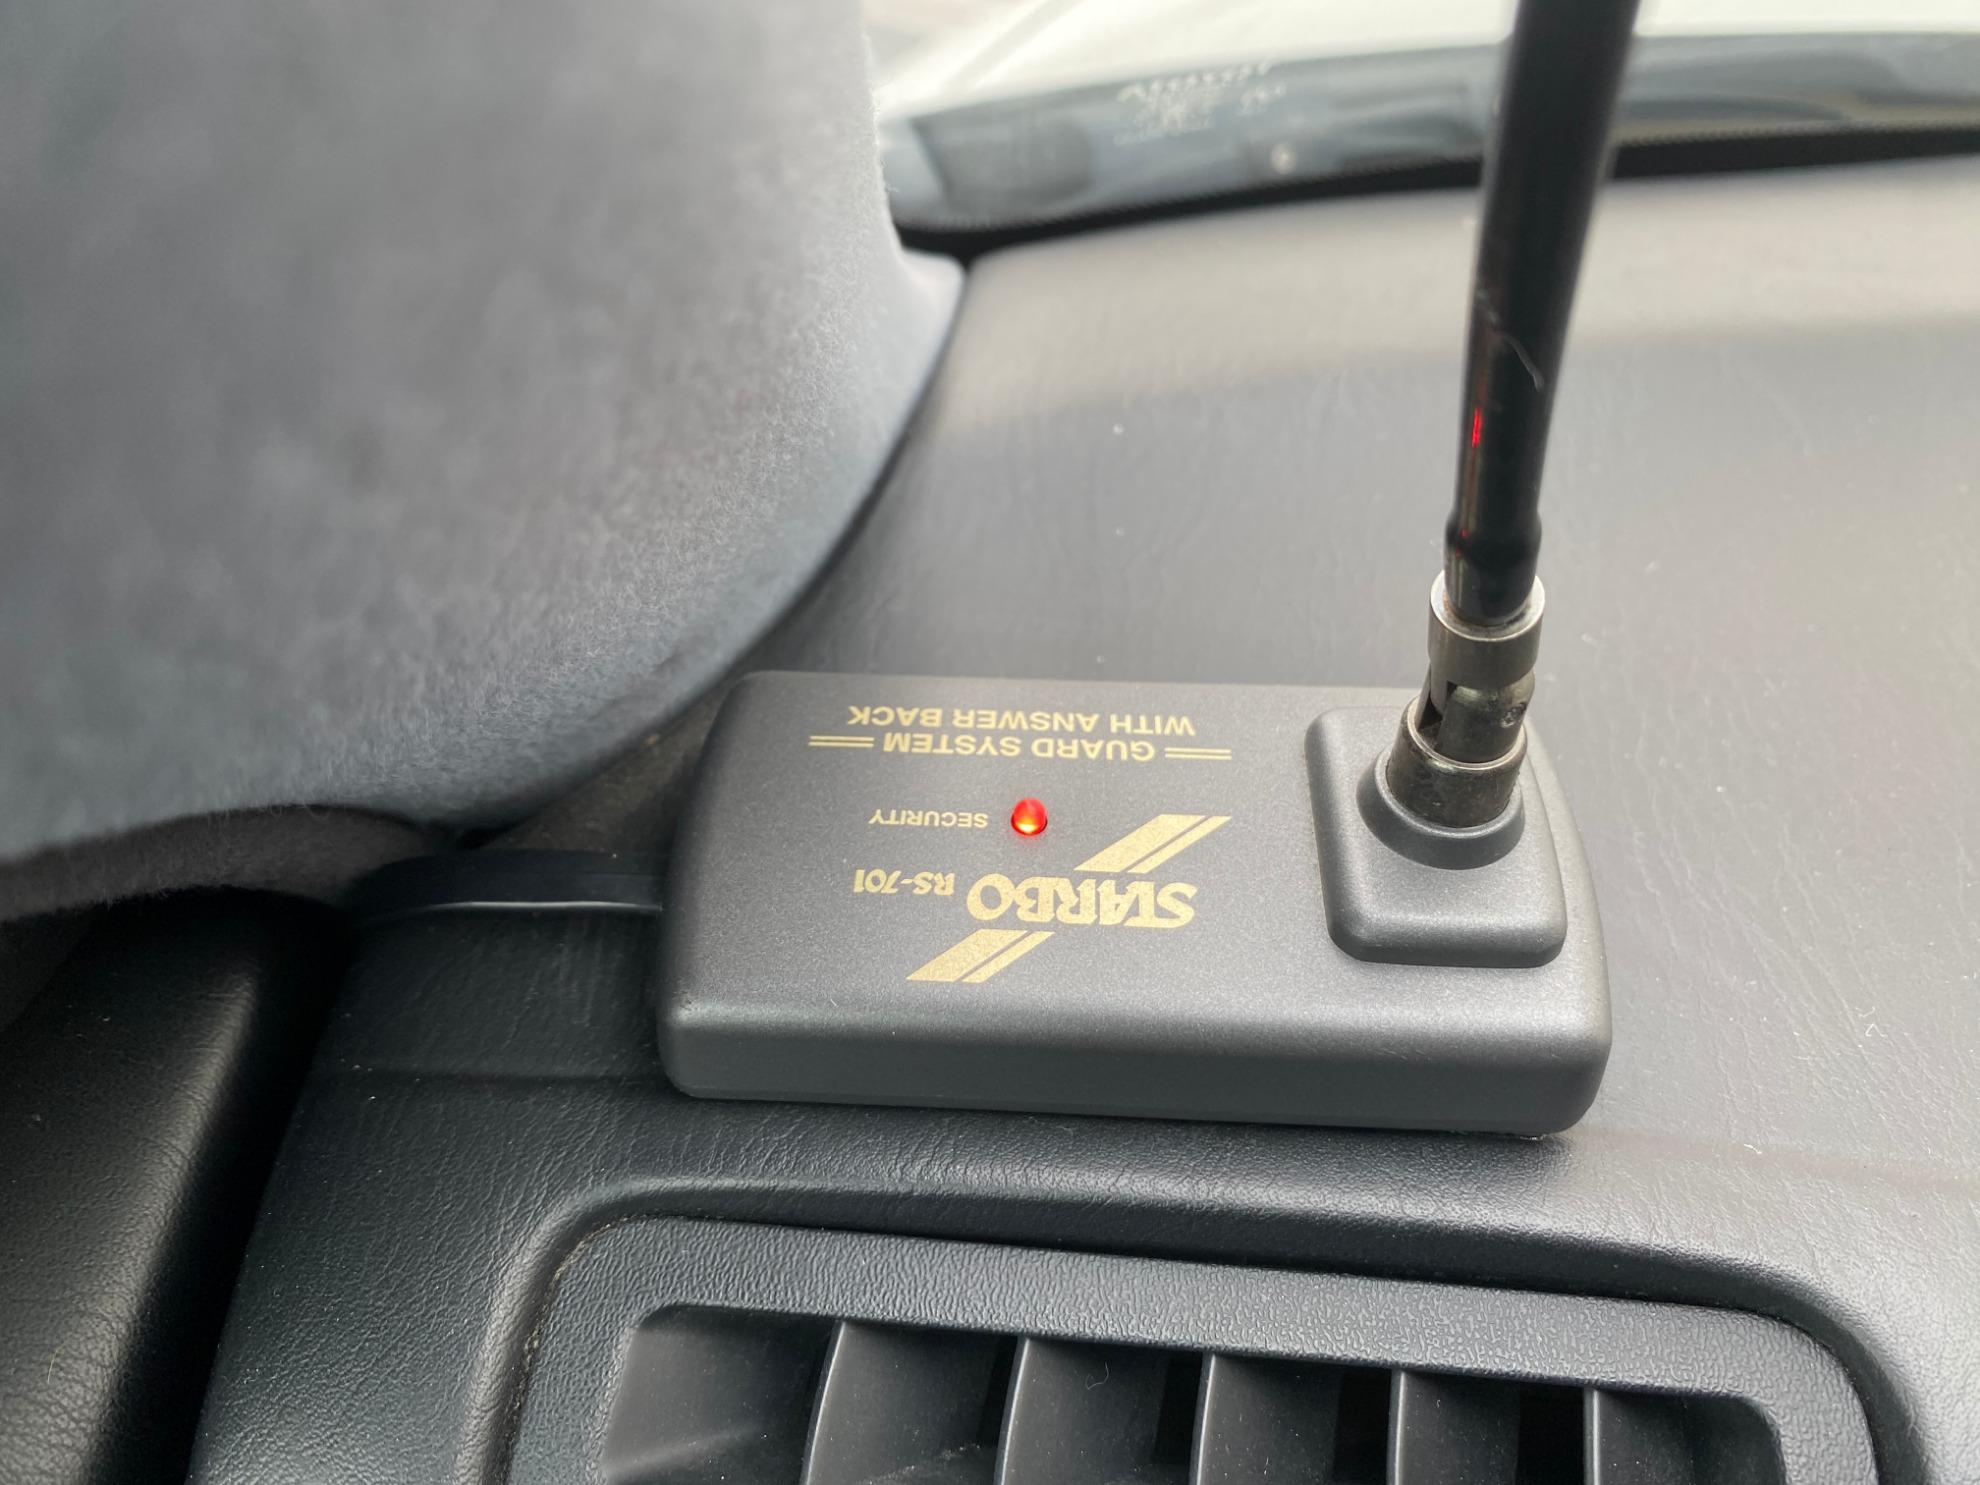 STARBO RS-701
SECURITY
GUARD SYSTEM
WITH ANSWER BACK